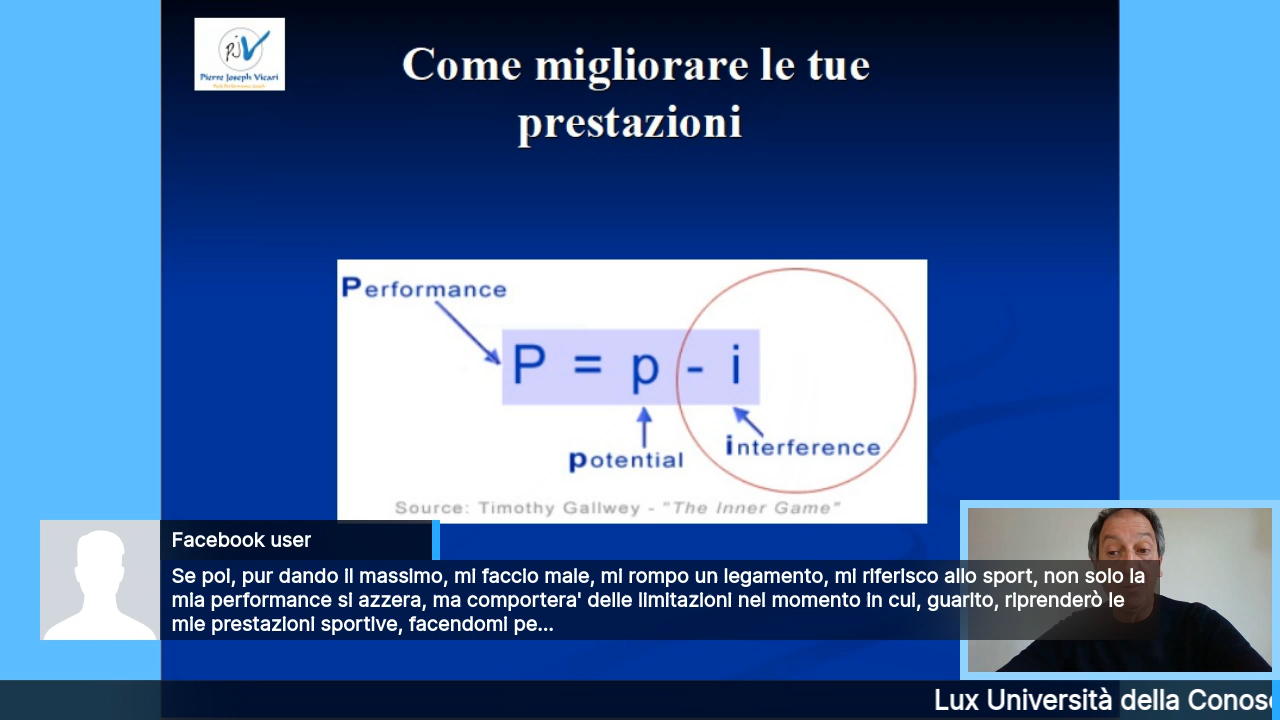 Pierre Joseph Vicari
Come migliorare le tue
prestazioni
Performance
P = p - i
potential
interference
Source: Timothy Gallwey - "The Inner Game"
Facebook user
Se poi, pur dando il massimo, mi faccio male, mi rompo un legamento, mi riferisco allo sport, non solo la
mia performance si azzera, ma comportera' delle limitazioni nel momento in cui, guarito, riprenderò le
mie prestazioni sportive, facendomi pe...
Lux Università della Conos